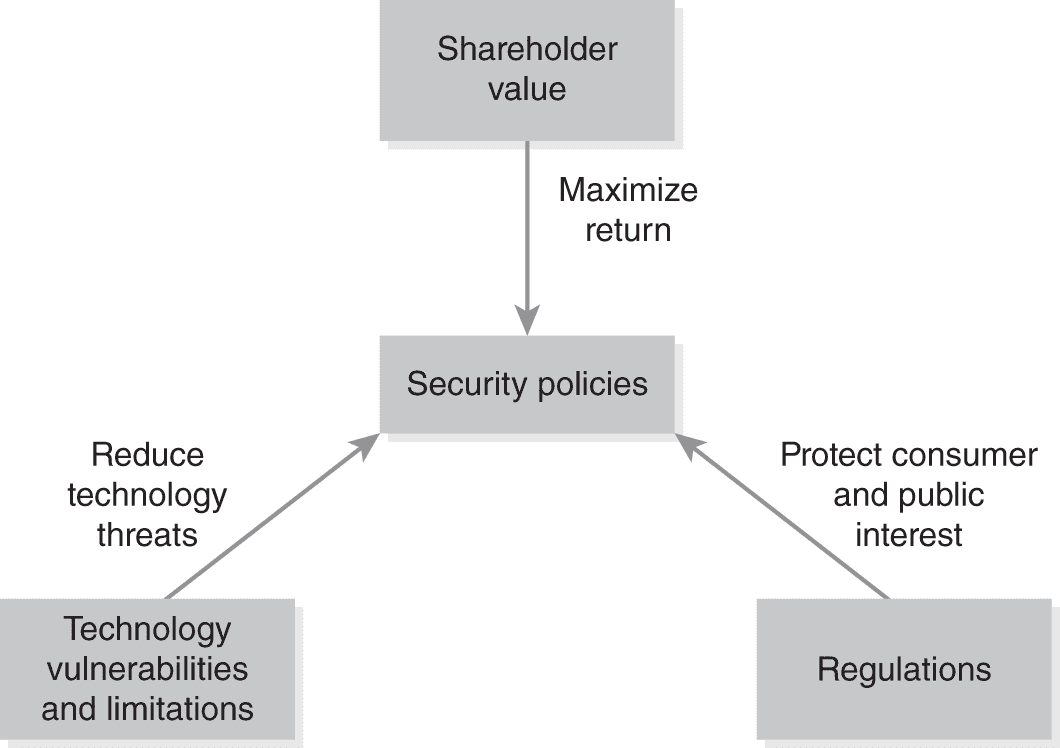 Shareholder
value
Maximize
return
Security policies
Reduce
technology
threats
Protect consumer
and public
interest
Technology
vulnerabilities
and limitations
Regulations